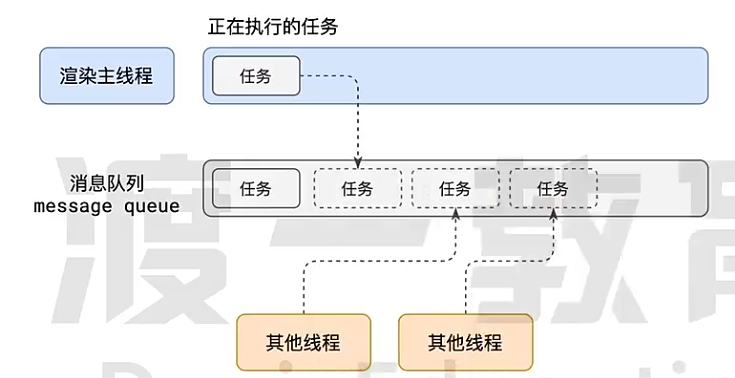 正在执行的任务
渲染主线程
任务
消息队列
message queue
任务
任务
任务
任务
其他线程
其他线程
渡一教育